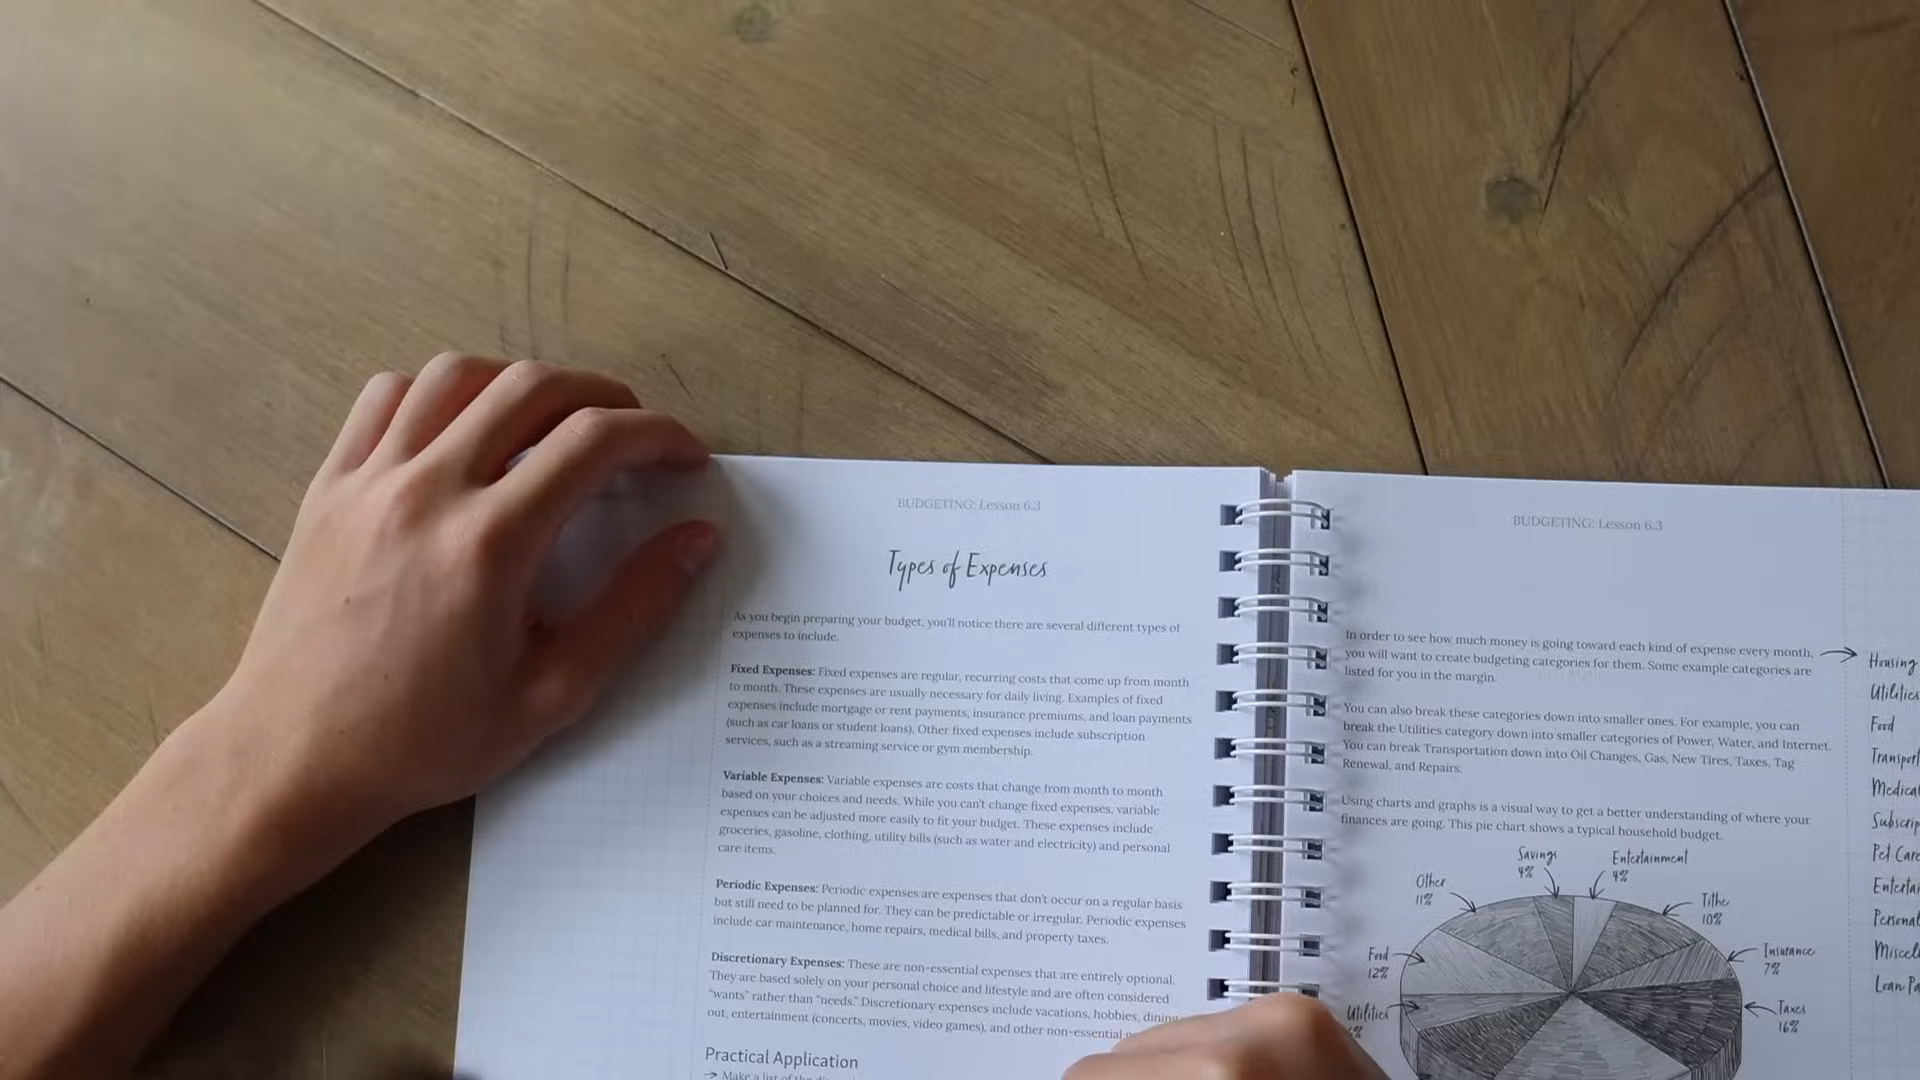 BUDGETING: Lesson 6.3
Types of Expenses
As you begin preparing your budget, you'll notice there are several different types of
expenses to include.
Fixed Expenses: Fixed expenses are regular, recurring costs that come up from month
to month. These expenses are usually necessary for daily living. Examples of fixed
expenses include mortgage or rent payments, insurance premiums, and loan payments
(such as car loans or student loans). Other fixed expenses include subscription
services, such as a streaming service or gym membership.
Variable Expenses: Variable expenses are costs that change from month to month
based on your choices and needs. While you can't change fixed expenses, variable
expenses can be adjusted more easily to fit your budget. These expenses include
groceries, gasoline, clothing, utility bills (such as water and electricity) and personal
care items.
Periodic Expenses: Periodic expenses are expenses that don't occur on a regular basis
but still need to be planned for. They can be predictable or irregular. Periodic expenses
include car maintenance, home repairs, medical bills, and property taxes.
Discretionary Expenses: These are non-essential expenses that are entirely optional.
They are based solely on your personal choice and lifestyle and are often considered
"wants" rather than "needs." Discretionary expenses include vacations, hobbies, dining
out, entertainment (concerts, movies, video games), and other non-essential
Practical Application
→ Make a list of the
BUDGETING: Lesson 6.3
In order to see how much money is going toward each kind of expense every month,
you will want to create budgeting categories for them. Some example categories are
listed for you in the margin.
You can also break these categories down into smaller ones. For example, you can
break the Utilities category down into smaller categories of Power, Water, and Internet.
You can break Transportation down into Oil Changes, Gas, New Tires, Taxes, Tag
Renewal, and Repairs.
Using charts and graphs is a visual way to get a better understanding of where your
finances are going. This pie chart shows a typical household budget.
Savings
4%
Entertainment
4%
Other
11%
Tithe
10%
Food
12%
Insurance
7%
Utilities
Taxes
16%
Housing
Utilities
Food
Transport
Medical
Subscrip
Pet Care
Enterta
Personal
Miscell
Loan Pa